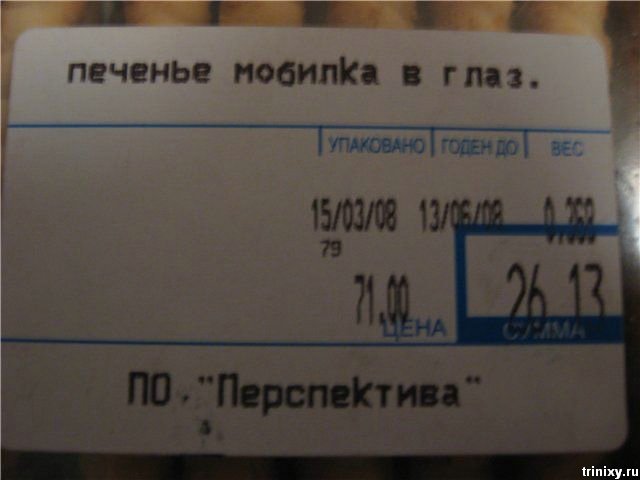 печенье мобилка в глаз.
УПАКОВАНО ГОДЕН ДО ВЕС
15/03/08 13/06/08 0,368
79
71,00 26,13
ЦЕНА СУММА
ПО "Перспектива"
trinixy.ru